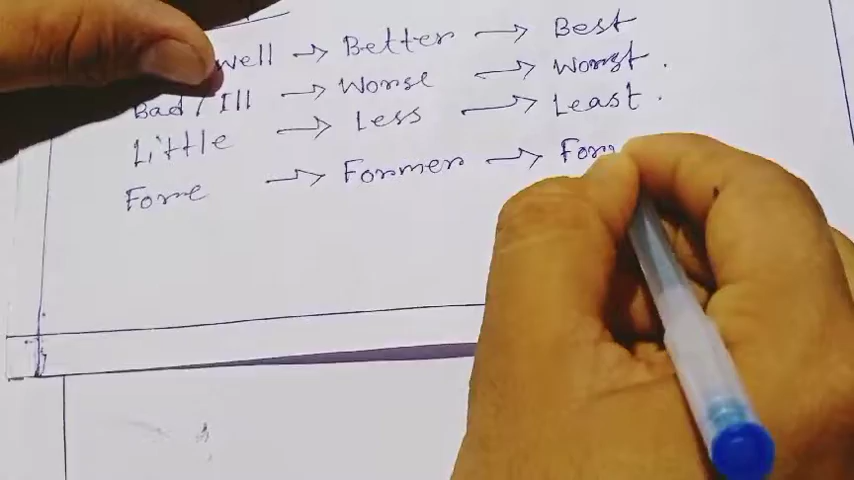 well → Better → Best
Bad / Ill → Worse → Worst .
Little → Less → Least .
Fore → Former → For